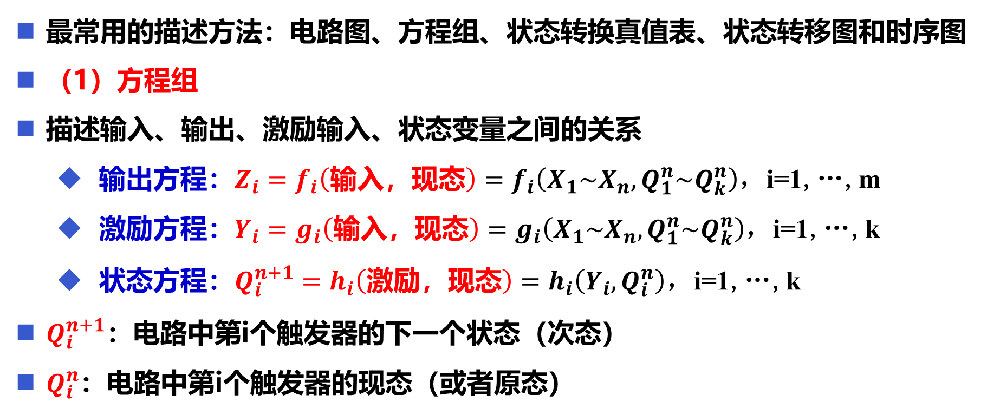 最常用的描述方法：电路图、方程组、状态转换真值表、状态转移图和时序图
（1）方程组
描述输入、输出、激励输入、状态变量之间的关系
输出方程：$Z_i = f_i(输入，现态) = f_i(X_1 \sim X_n, Q_1^n \sim Q_k^n)$，i=1, ⋯, m
激励方程：$Y_i = g_i(输入，现态) = g_i(X_1 \sim X_n, Q_1^n \sim Q_k^n)$，i=1, ⋯, k
状态方程：$Q_i^{n+1} = h_i(激励，现态) = h_i(Y_i, Q_i^n)$，i=1, ⋯, k
$Q_i^{n+1}$：电路中第i个触发器的下一个状态（次态）
$Q_i^n$：电路中第i个触发器的现态（或者原态）